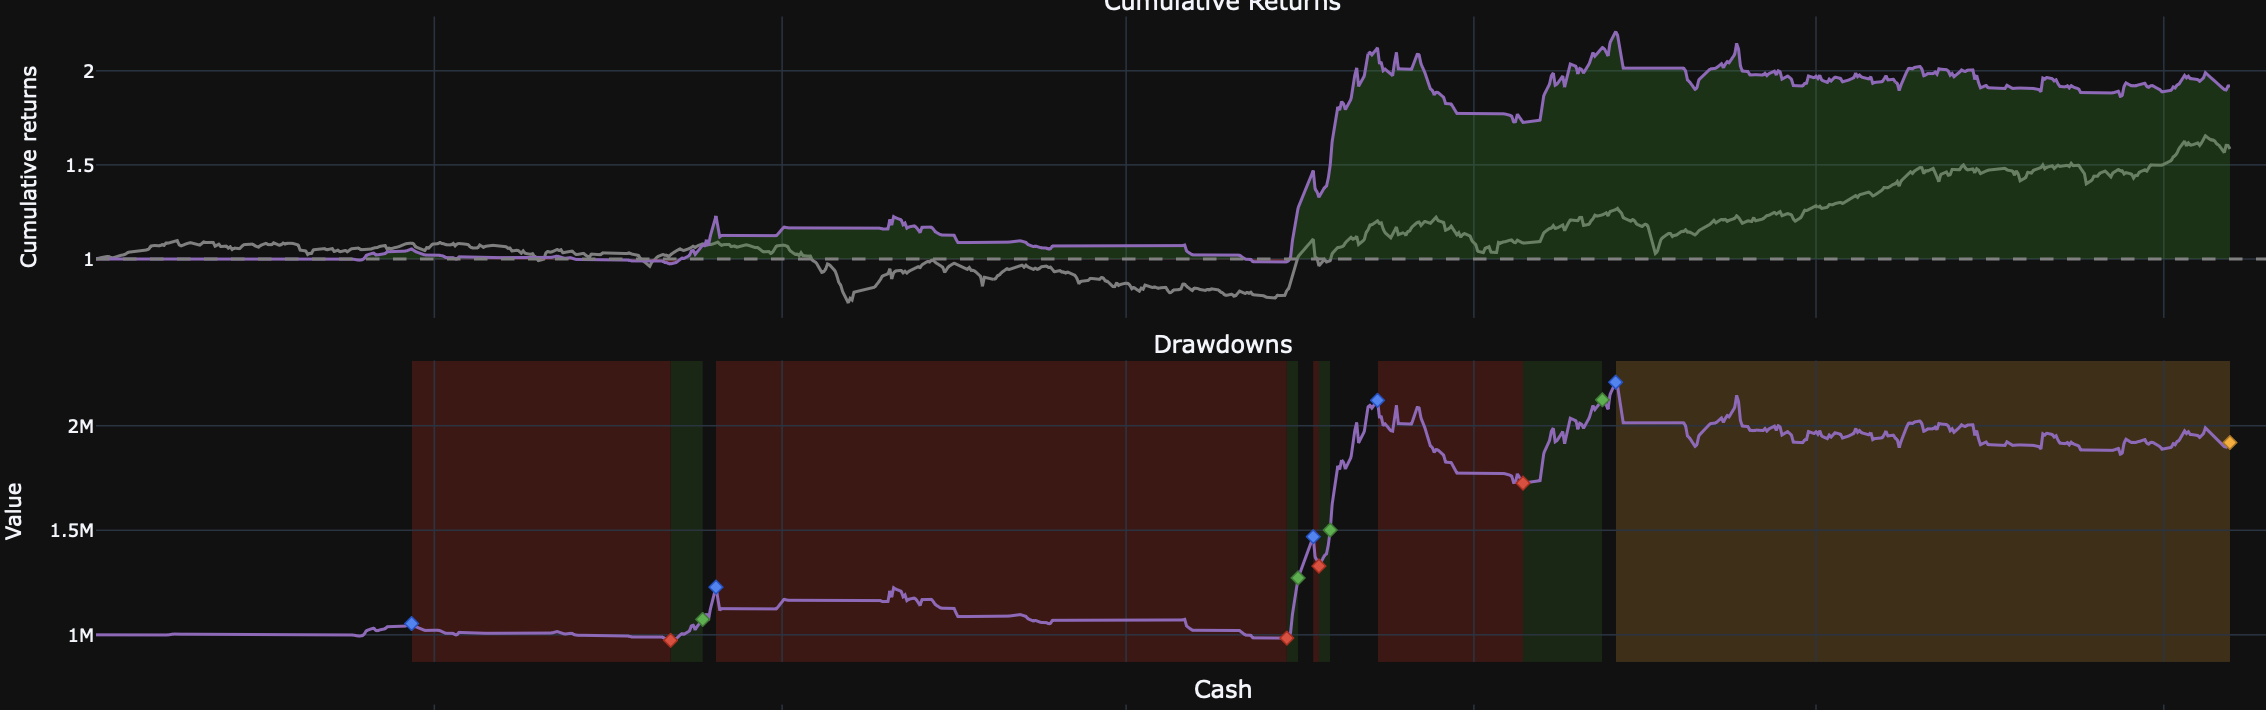 Cumulative Returns
Cumulative returns
2
1.5
1
Drawdowns
Value
2M
1.5M
1M
Cash